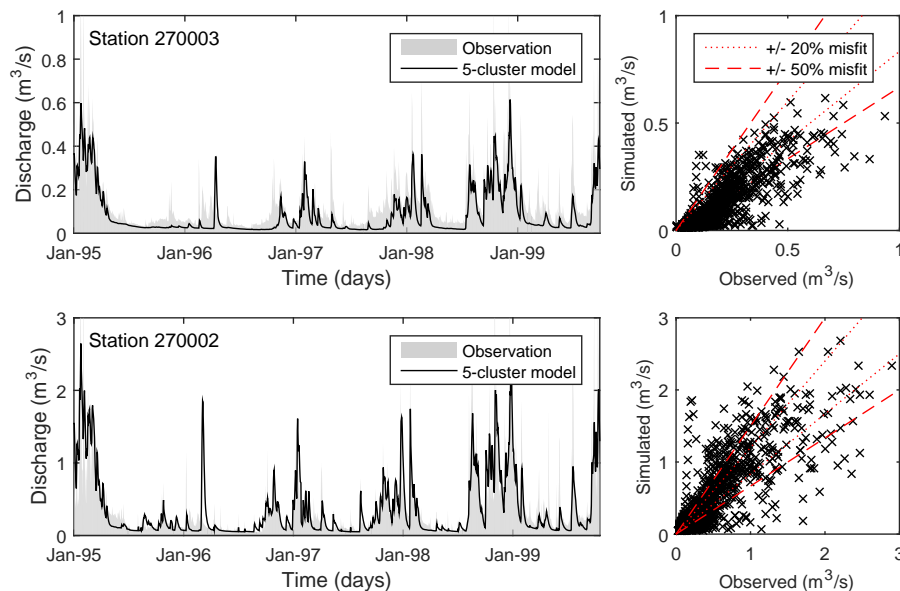 Station 270003
Observation
5-cluster model
Discharge (m³/s)
1
0.8
0.6
0.4
0.2
0
Jan-95 Jan-96 Jan-97 Jan-98 Jan-99
Time (days)
+/- 20% misfit
+/- 50% misfit
Simulated (m³/s)
1
0.5
0
0 0.5 1
Observed (m³/s)
Station 270002
Observation
5-cluster model
Discharge (m³/s)
3
2
1
0
Jan-95 Jan-96 Jan-97 Jan-98 Jan-99
Time (days)
Simulated (m³/s)
3
2
1
0
0 1 2 3
Observed (m³/s)